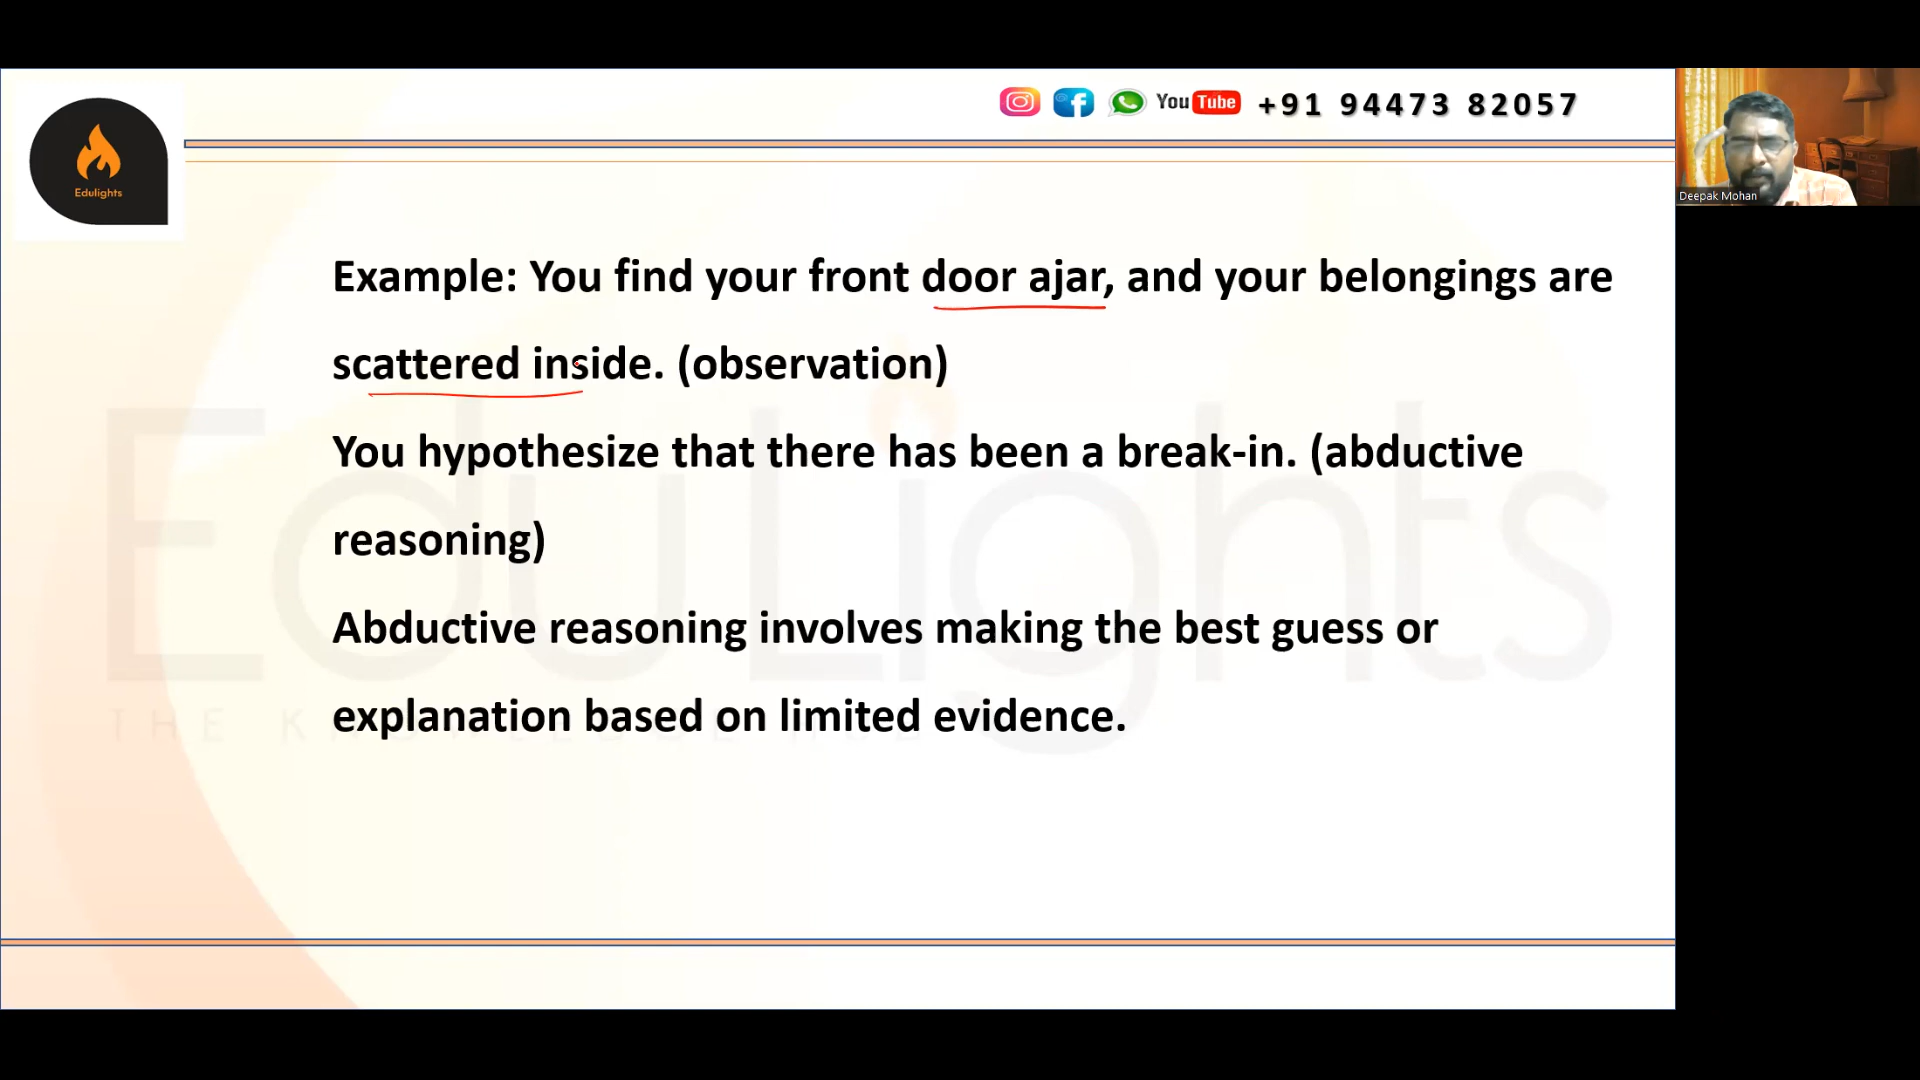 You Tube +91 94473 82057
Edulights
Deepak Mohan
Example: You find your front door ajar, and your belongings are
scattered inside. (observation)
You hypothesize that there has been a break-in. (abductive
reasoning)
Abductive reasoning involves making the best guess or
explanation based on limited evidence.
EduLights
THE K